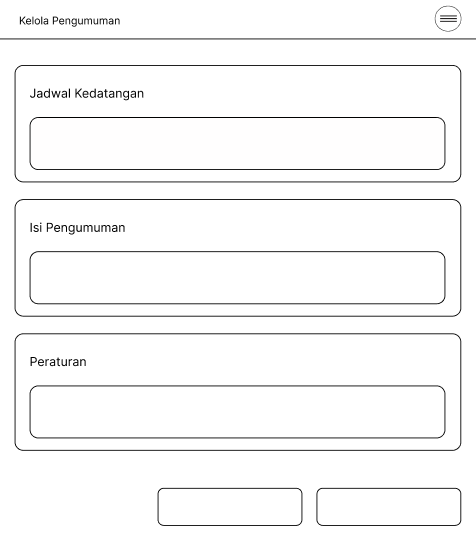 Kelola Pengumuman
Jadwal Kedatangan
Isi Pengumuman
Peraturan